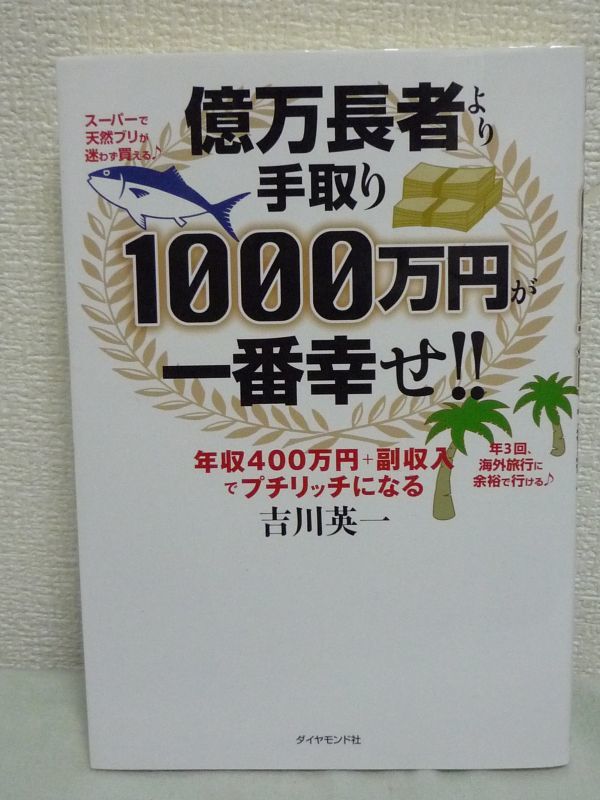 スーパーで
天然ブリが
迷わず買える♪
億万長者より
手取り
1000万円が
一番幸せ!!
年収400万円+副収入
でプチリッチになる
年3回、
海外旅行に
余裕で行ける♪
吉川英一
ダイヤモンド社